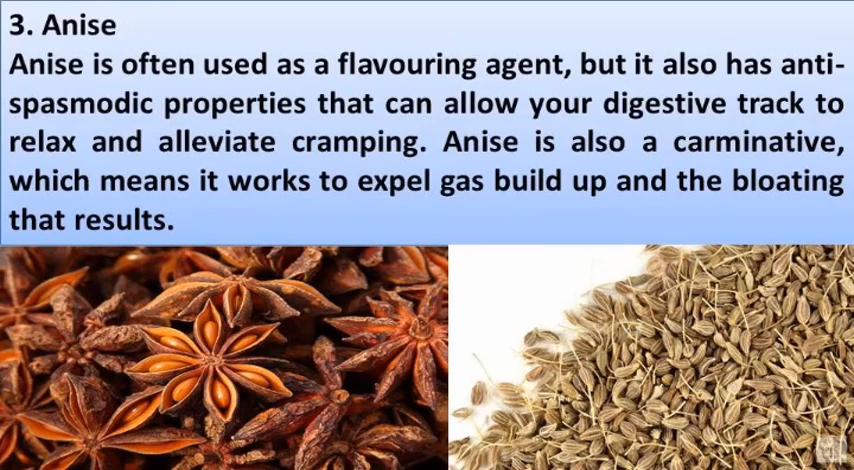 3. Anise
Anise is often used as a flavouring agent, but it also has anti-
spasmodic properties that can allow your digestive track to
relax and alleviate cramping. Anise is also a carminative,
which means it works to expel gas build up and the bloating
that results.